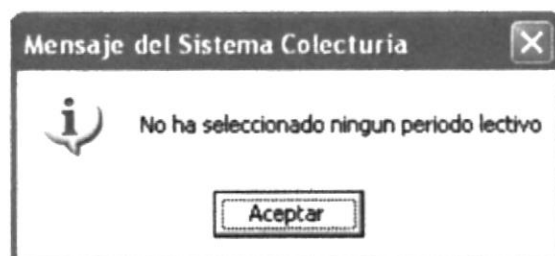 Mensaje del Sistema Colecturia
No ha seleccionado ningun periodo lectivo
Aceptar